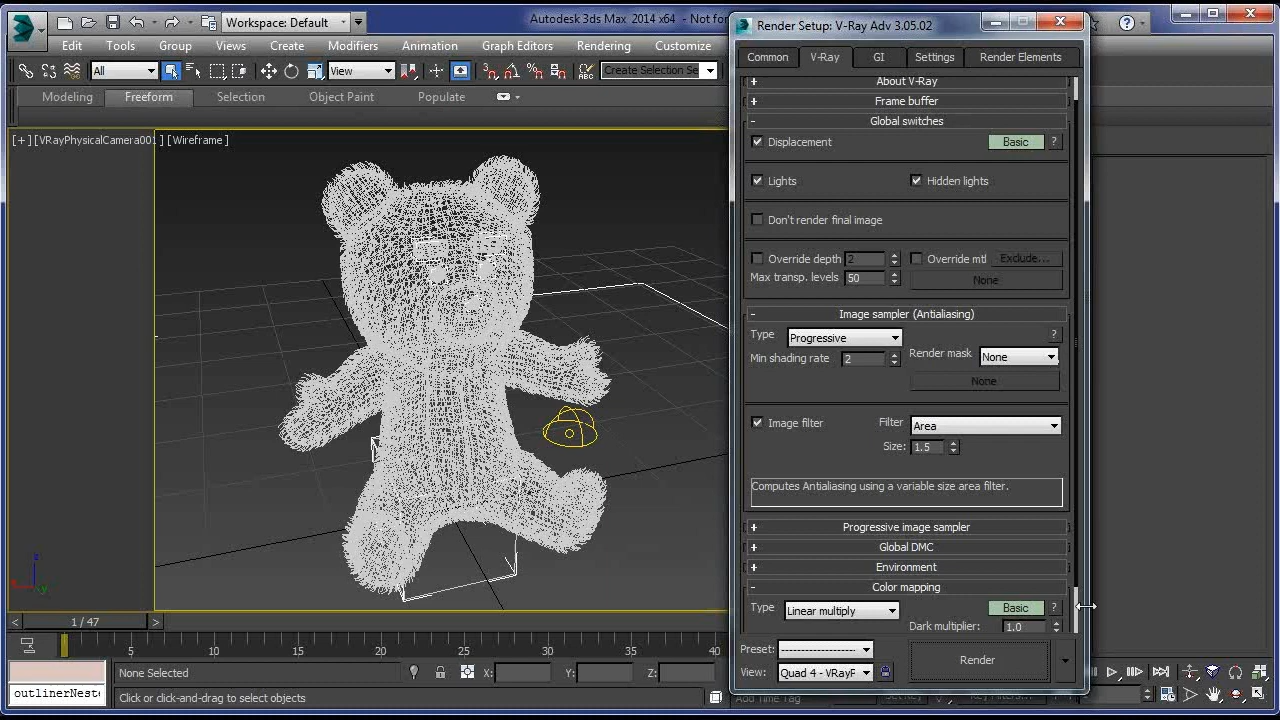 Workspace: Default
Autodesk 3ds Max 2014 x64 - Not for
Edit Tools Group Views Create Modifiers Animation Graph Editors Rendering Customize
All View Create Selection Se
Modeling Freeform Selection Object Paint Populate
[+] [VRayPhysicalCamera001 ] [Wireframe ]
Render Setup: V-Ray Adv 3.05.02
Common V-Ray GI Settings Render Elements
+ About V-Ray
+ Frame buffer
- Global switches
Displacement Basic ?
Lights Hidden lights
Don't render final image
Override depth 2 Override mtl Exclude...
Max transp. levels 50 None
- Image sampler (Antialiasing)
Type Progressive ?
Min shading rate 2 Render mask None
None
Image filter Filter Area
Size: 1.5
Computes Antialiasing using a variable size area filter.
+ Progressive image sampler
+ Global DMC
+ Environment
- Color mapping
Type Linear multiply Basic ?
Dark multiplier: 1.0
Preset: --------------------
View: Quad 4 - VRayF
Render
< 1 / 47 >
0 5 10 15 20 25 30 35 40
None Selected X: Y: Z:
outlinerNeste
Click or click-and-drag to select objects
Add Time Tag